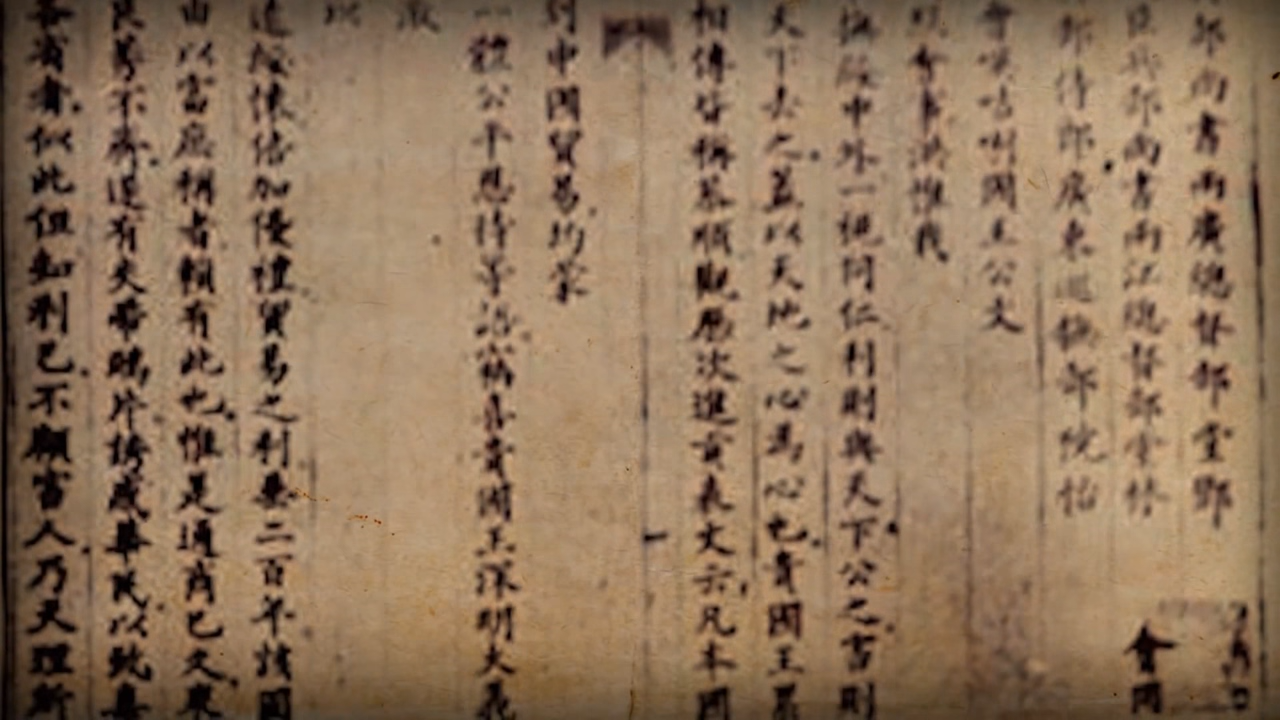 部尚書兩廣總督部堂鄧
會同
兵部尚書兩江總督部堂林
部侍郎廣東巡撫部院怡
會咭唎國王公文
照會事洪惟我
撫綏中外一視同仁利則與天下公之害則
天下去之蓋以天地之心為心也貴國王累
相傳皆稱恭順觀歷次進貢表文云凡本國
到中國貿易均蒙
一體公平恩待等語竊喜貴國王深明大義
激
以
遠綏懷倍加優禮貿易之利垂二百年該國
由以富庶稱者賴有此也惟是通商已久眾
良莠不齊遂有夾帶鴉片誘惑華民以致毒
各省者似此但知利己不顧害人乃天理所